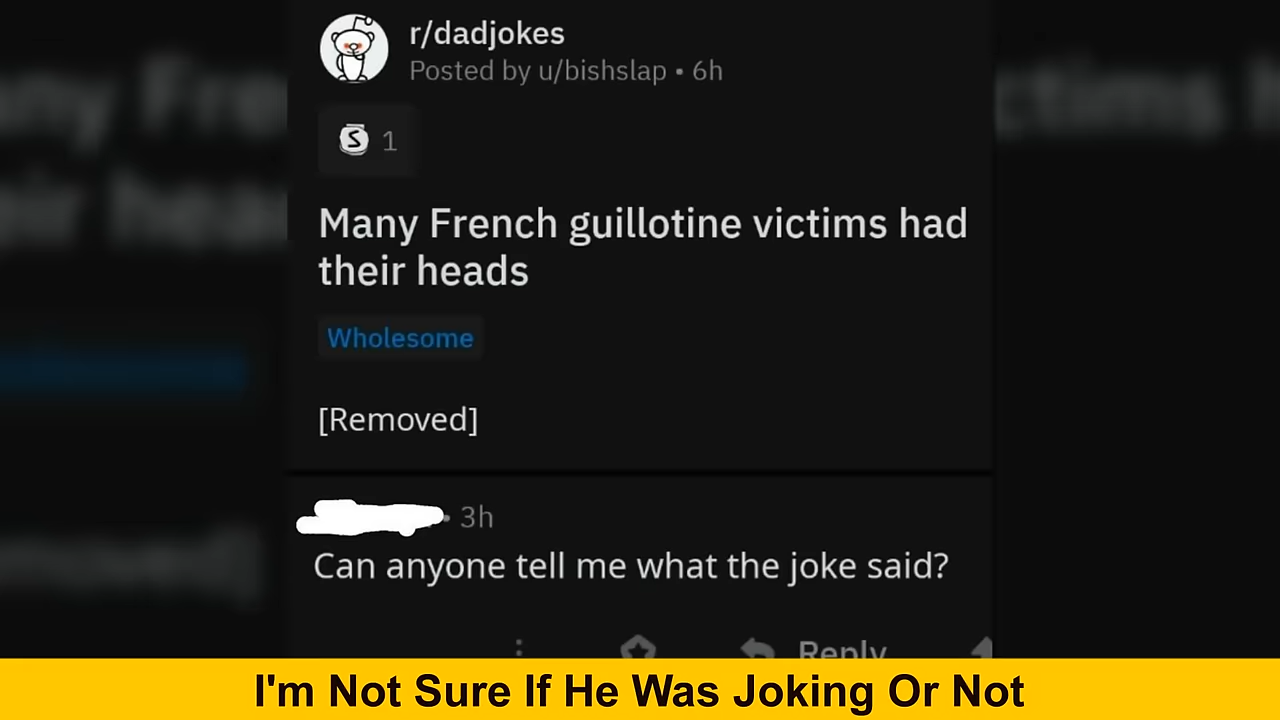 r/dadjokes
Posted by u/bishslap • 6h
S 1
Many French guillotine victims had
their heads
Wholesome
[Removed]
• 3h
Can anyone tell me what the joke said?
Reply
I'm Not Sure If He Was Joking Or Not